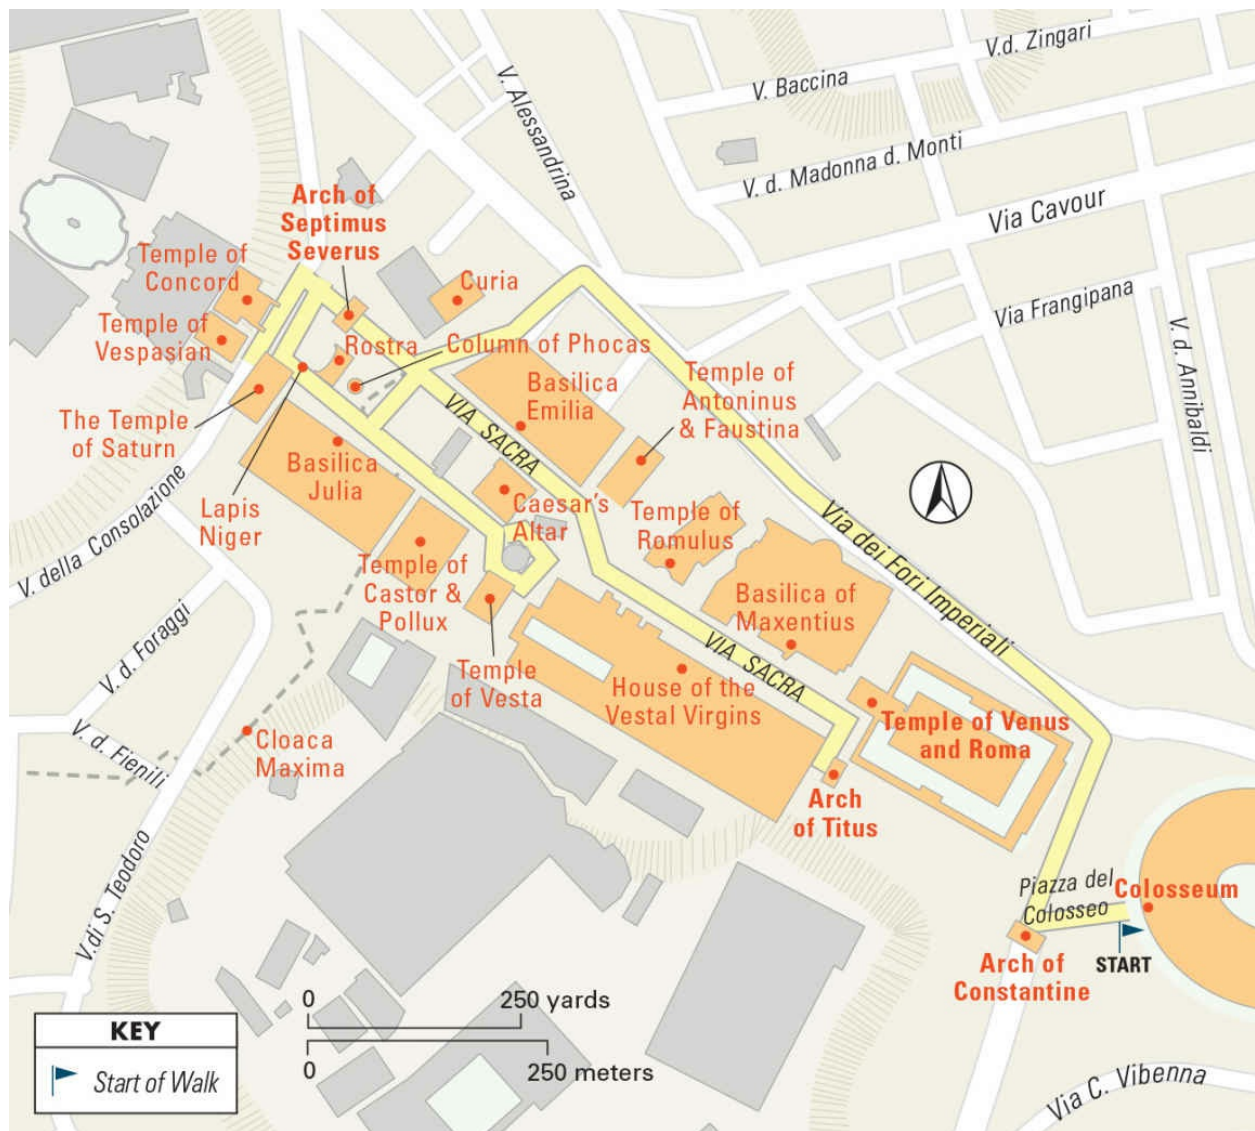 V.d. Zingari
V. Baccina
V. Alessandrina
V. d. Madonna d. Monti
Via Cavour
Arch of
Septimus
Severus
Temple of
Concord
Curia
Via Frangipana
Temple of
Vespasian
Rostra
Column of Phocas
V. d. Annibaldi
Temple of
Antoninus
& Faustina
Basilica
Emilia
VIA SACRA
The Temple
of Saturn
Basilica
Julia
Lapis
Niger
Caesar's
Altar
Temple of
Romulus
V. della Consolazione
Via dei Fori Imperiali
Temple of
Castor &
Pollux
Basilica of
Maxentius
V. d. Foraggi
VIA SACRA
Temple
of Vesta
House of the
Vestal Virgins
Temple of Venus
and Roma
V. d. Fienili
Cloaca
Maxima
Arch
of Titus
V.di S. Teodoro
Piazza del
Colosseo
Colosseum
START
Arch of
Constantine
0 250 yards
0 250 meters
KEY
Start of Walk
Via C. Vibenna